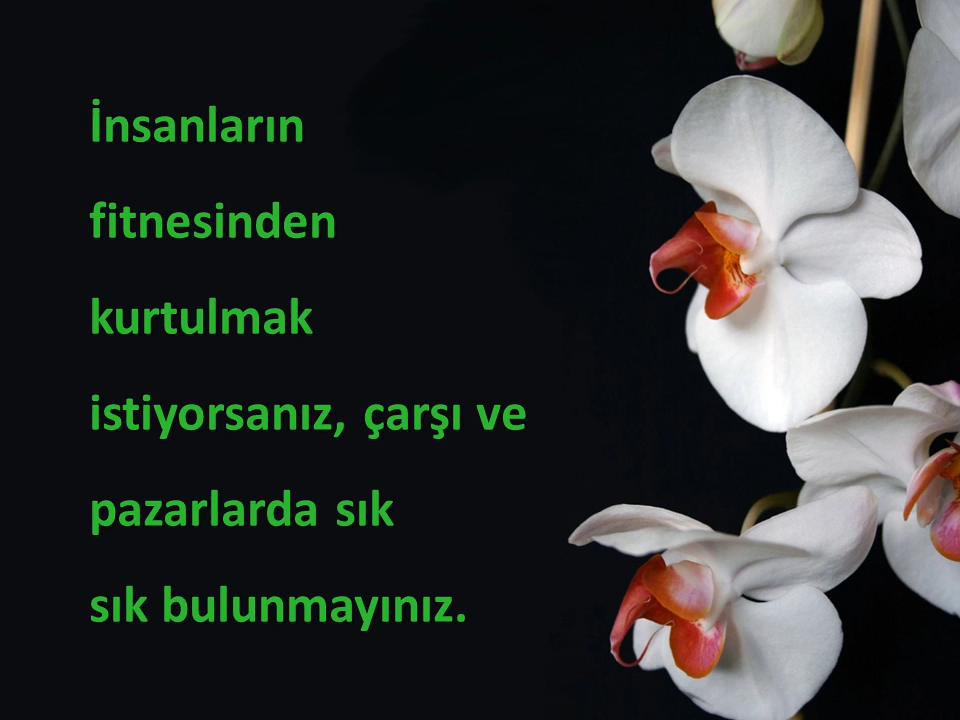 İnsanların
fitnesinden
kurtulmak
istiyorsanız, çarşı ve
pazarlarda sık
sık bulunmayınız.